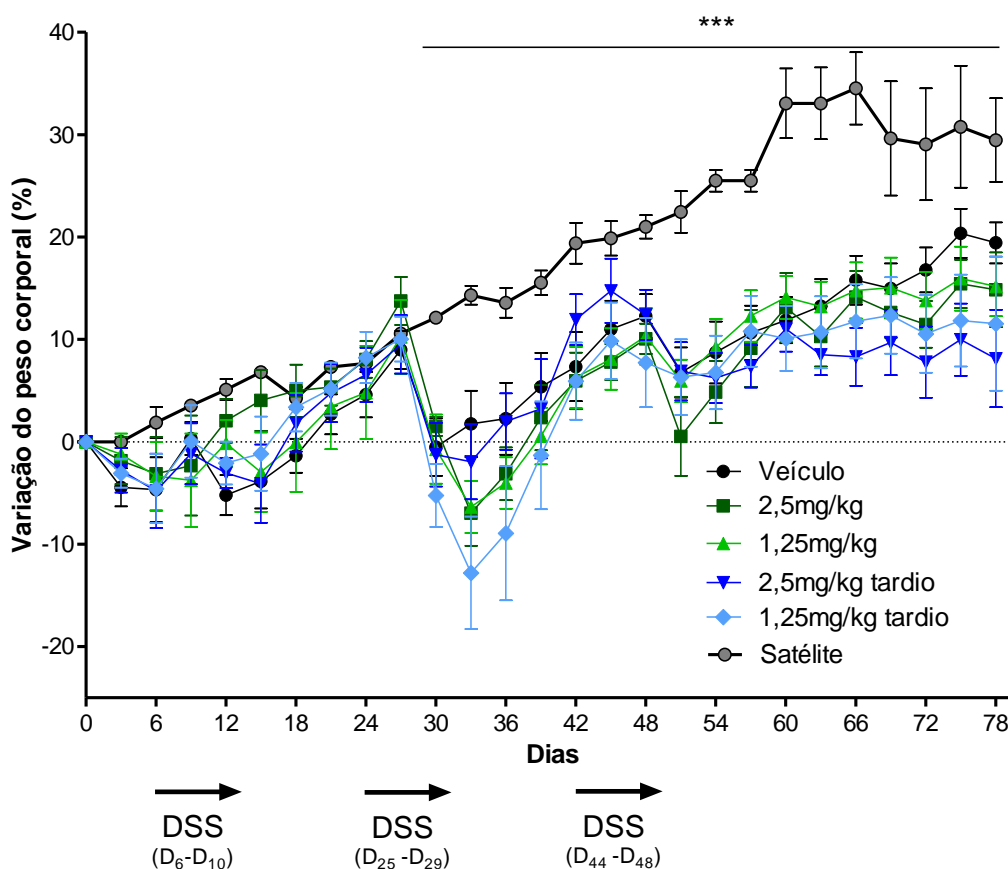 ***
Variação do peso corporal (%)
40
30
20
10
0
-10
-20
Veículo
2,5mg/kg
1,25mg/kg
2,5mg/kg tardio
1,25mg/kg tardio
Satélite
0 6 12 18 24 30 36 42 48 54 60 66 72 78
Dias
DSS DSS DSS
(D6-D10) (D25 -D29) (D44 -D48)